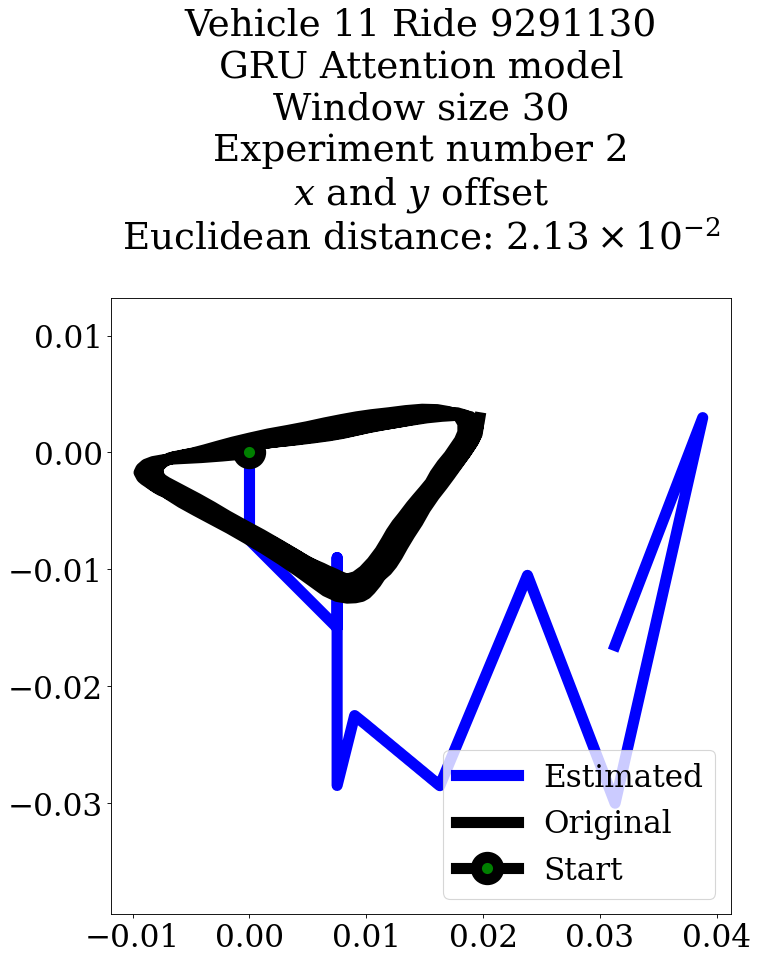 Vehicle 11 Ride 9291130
GRU Attention model
Window size 30
Experiment number 2
x and y offset
Euclidean distance: 2.13 × 10⁻²
0.01
0.00
−0.01
−0.02
−0.03
Estimated
Original
Start
−0.01 0.00 0.01 0.02 0.03 0.04